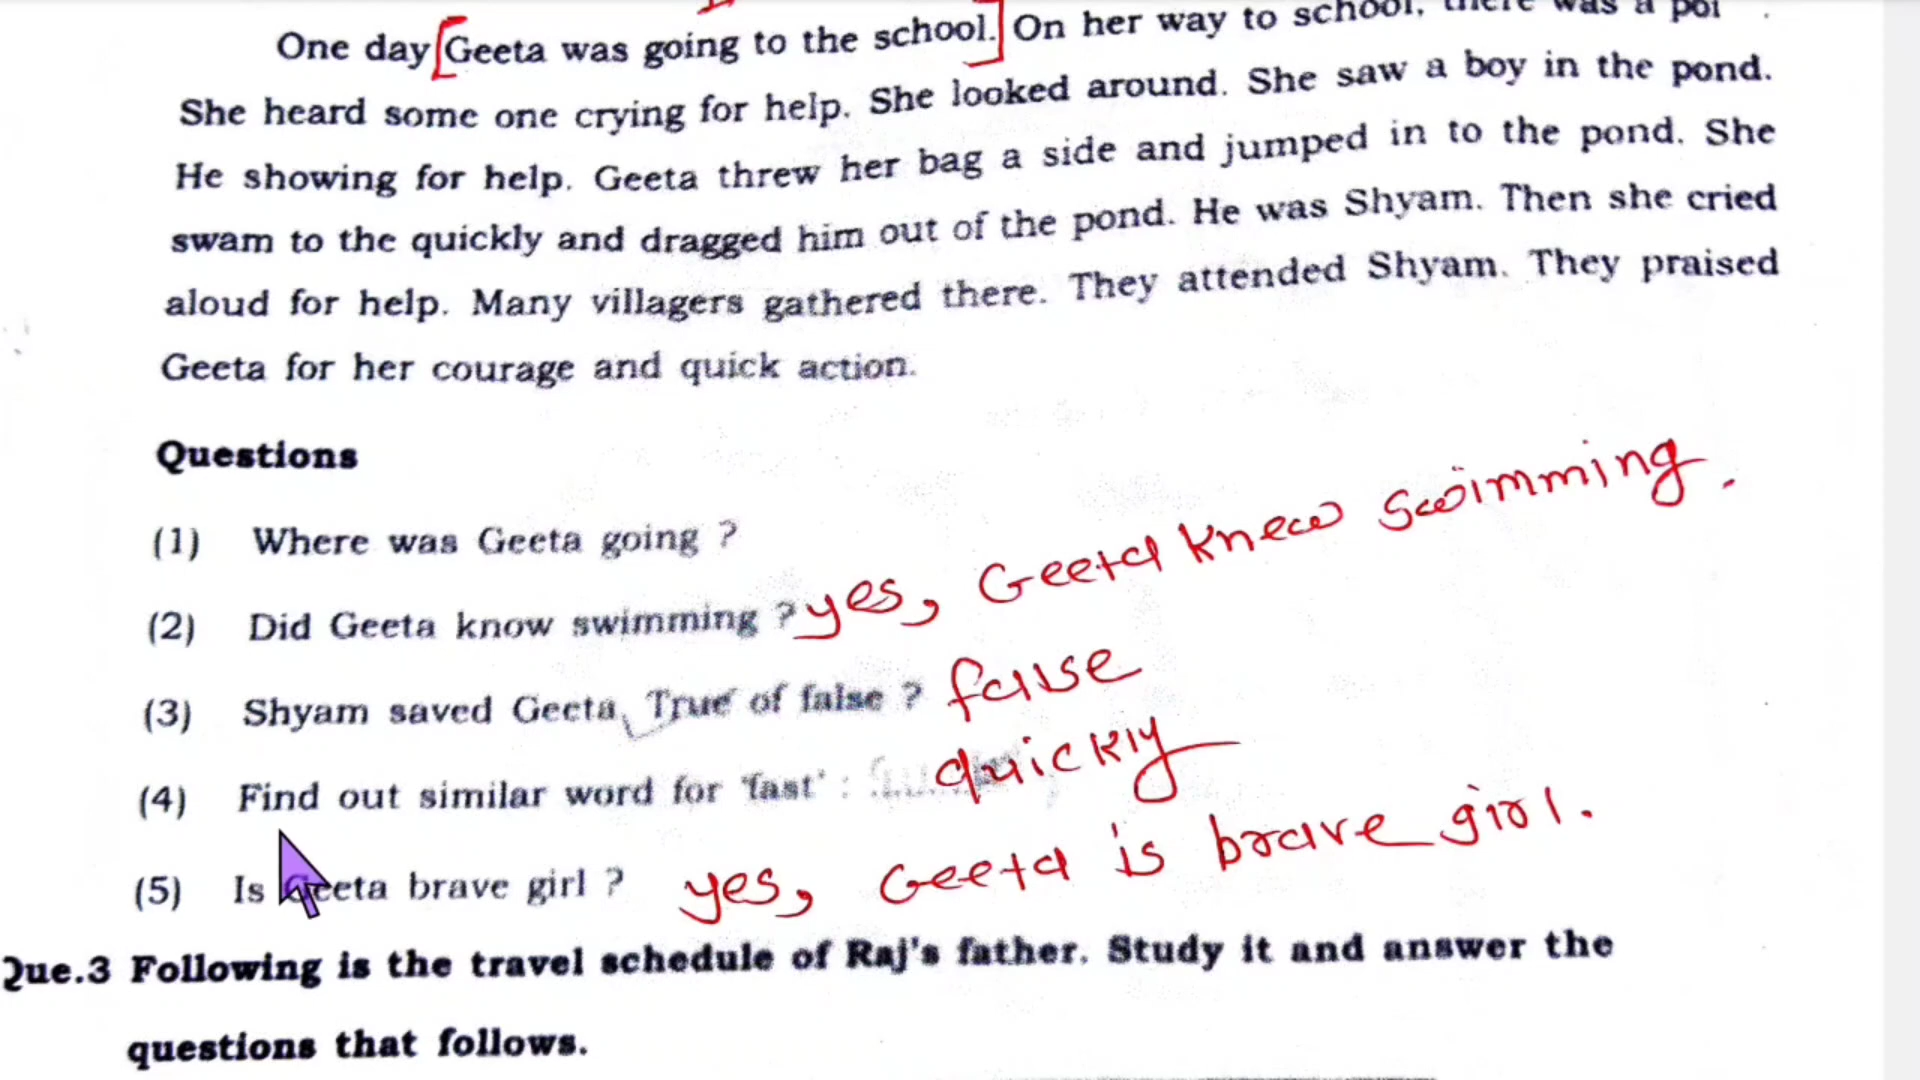 One day Geeta was going to the school. On her way to school, there was a
She heard some one crying for help. She looked around. She saw a boy in the pond.
He showing for help. Geeta threw her bag a side and jumped in to the pond. She
swam to the quickly and dragged him out of the pond. He was Shyam. Then she cried
aloud for help. Many villagers gathered there. They attended Shyam. They praised
Geeta for her courage and quick action.
Questions
(1) Where was Geeta going ?
(2) Did Geeta know swimming ? yes, Geeta knew swimming.
(3) Shyam saved Geeta, True of false ? false
(4) Find out similar word for 'fast' : quickly
(5) Is Geeta brave girl ? yes, Geeta is brave girl.
Que.3 Following is the travel schedule of Raj's father. Study it and answer the
questions that follows.